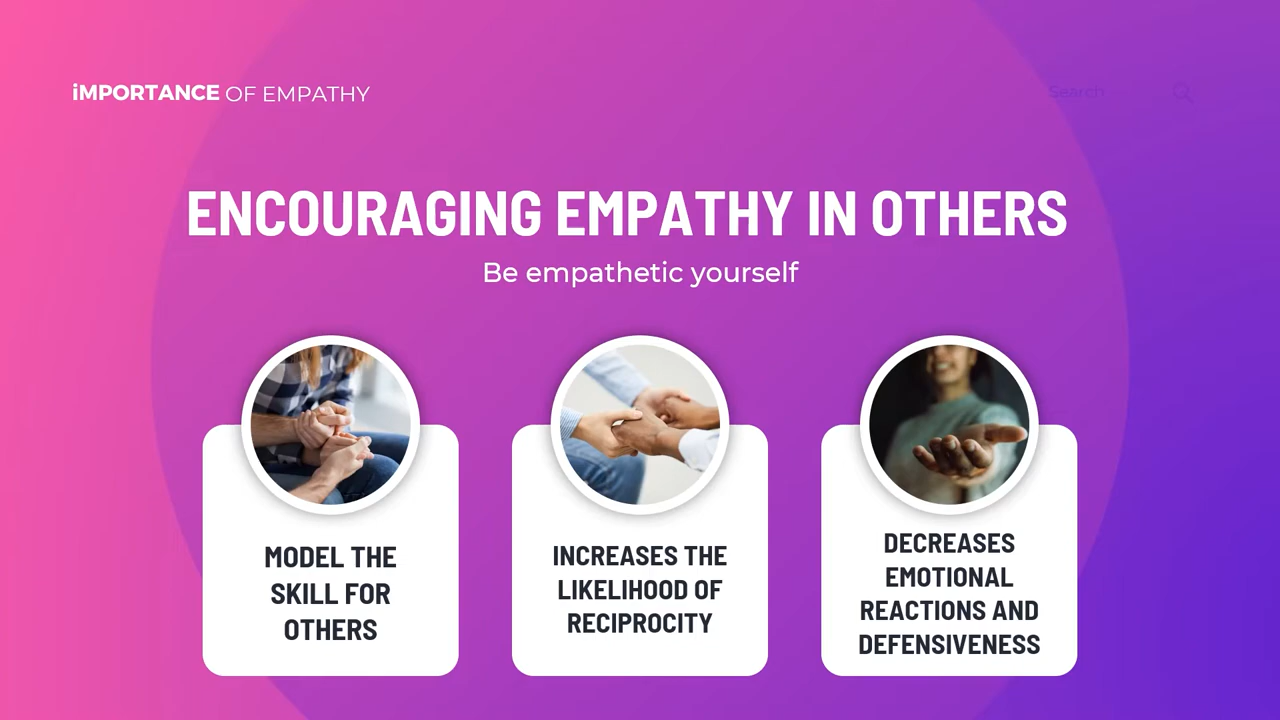 iMPORTANCE OF EMPATHY
Search
ENCOURAGING EMPATHY IN OTHERS
Be empathetic yourself
MODEL THE
SKILL FOR
OTHERS
INCREASES THE
LIKELIHOOD OF
RECIPROCITY
DECREASES
EMOTIONAL
REACTIONS AND
DEFENSIVENESS